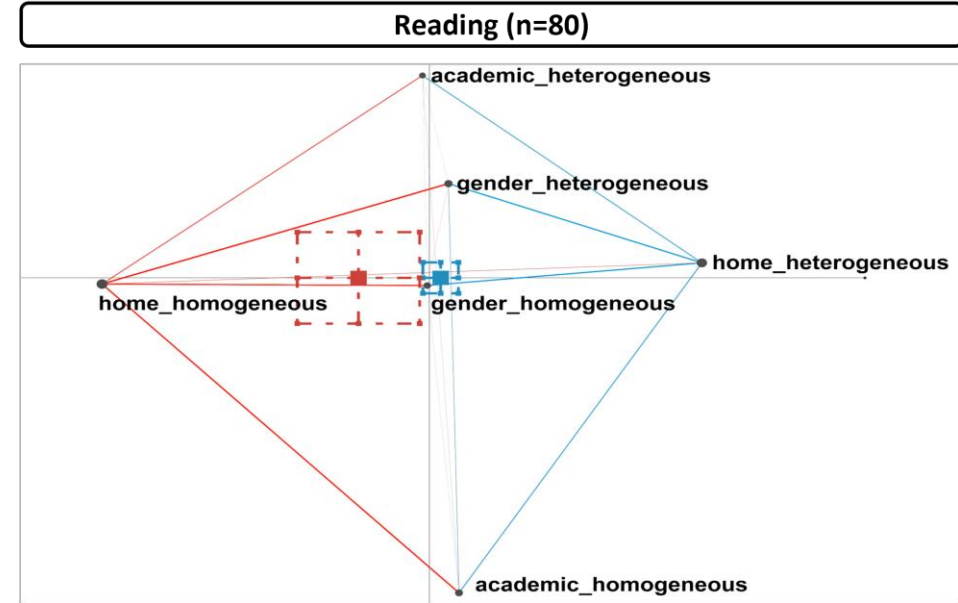 Reading (n=80)
academic_heterogeneous
gender_heterogeneous
home_heterogeneous
home_homogeneous
gender_homogeneous
academic_homogeneous